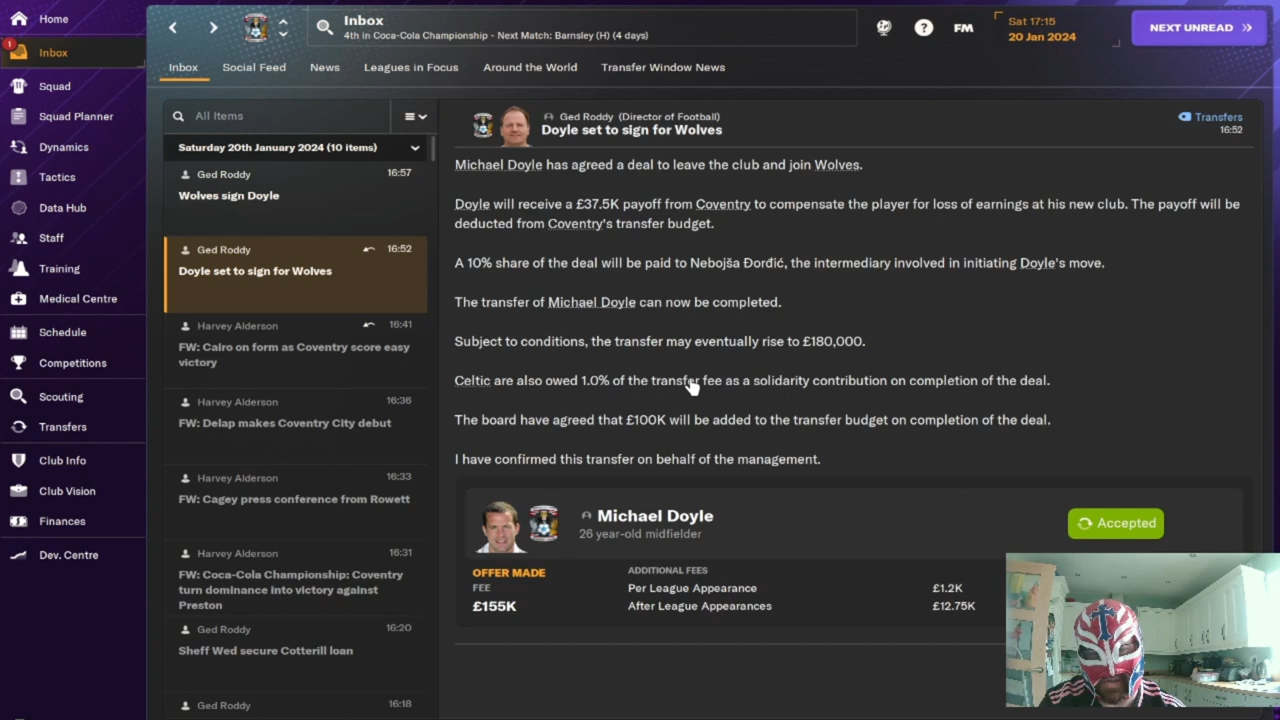 Home
1
Inbox
Squad
Squad Planner
Dynamics
Tactics
Data Hub
Staff
Training
Medical Centre
Schedule
Competitions
Scouting
Transfers
Club Info
Club Vision
Finances
Dev. Centre
Inbox
4th in Coca-Cola Championship - Next Match: Barnsley (H) (4 days)
?
FM
Sat 17:15
20 Jan 2024
NEXT UNREAD
Inbox
Social Feed
News
Leagues in Focus
Around the World
Transfer Window News
All Items
Saturday 20th January 2024 (10 items)
Ged Roddy 16:57
Wolves sign Doyle
Ged Roddy 16:52
Doyle set to sign for Wolves
Harvey Alderson 16:41
FW: Cairo on form as Coventry score easy
victory
Harvey Alderson 16:36
FW: Delap makes Coventry City debut
Harvey Alderson 16:33
FW: Cagey press conference from Rowett
Harvey Alderson 16:31
FW: Coca-Cola Championship: Coventry
turn dominance into victory against
Preston
Ged Roddy 16:20
Sheff Wed secure Cotterill loan
Ged Roddy 16:18
Ged Roddy (Director of Football)
Doyle set to sign for Wolves
Transfers
16:52
Michael Doyle has agreed a deal to leave the club and join Wolves.
Doyle will receive a £37.5K payoff from Coventry to compensate the player for loss of earnings at his new club. The payoff will be
deducted from Coventry's transfer budget.
A 10% share of the deal will be paid to Nebojša Đorđić, the intermediary involved in initiating Doyle's move.
The transfer of Michael Doyle can now be completed.
Subject to conditions, the transfer may eventually rise to £180,000.
Celtic are also owed 1.0% of the transfer fee as a solidarity contribution on completion of the deal.
The board have agreed that £100K will be added to the transfer budget on completion of the deal.
I have confirmed this transfer on behalf of the management.
Michael Doyle
26 year-old midfielder
Accepted
OFFER MADE
FEE
£155K
ADDITIONAL FEES
Per League Appearance £1.2K
After League Appearances £12.75K